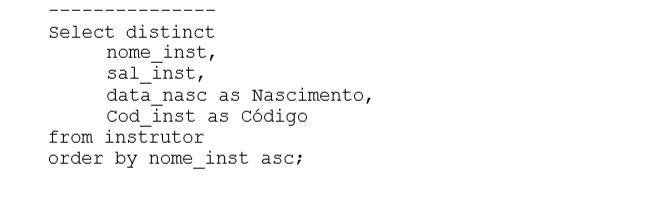 ---------------
Select distinct
nome_inst,
sal_inst,
data_nasc as Nascimento,
Cod_inst as Código
from instrutor
order by nome_inst asc;